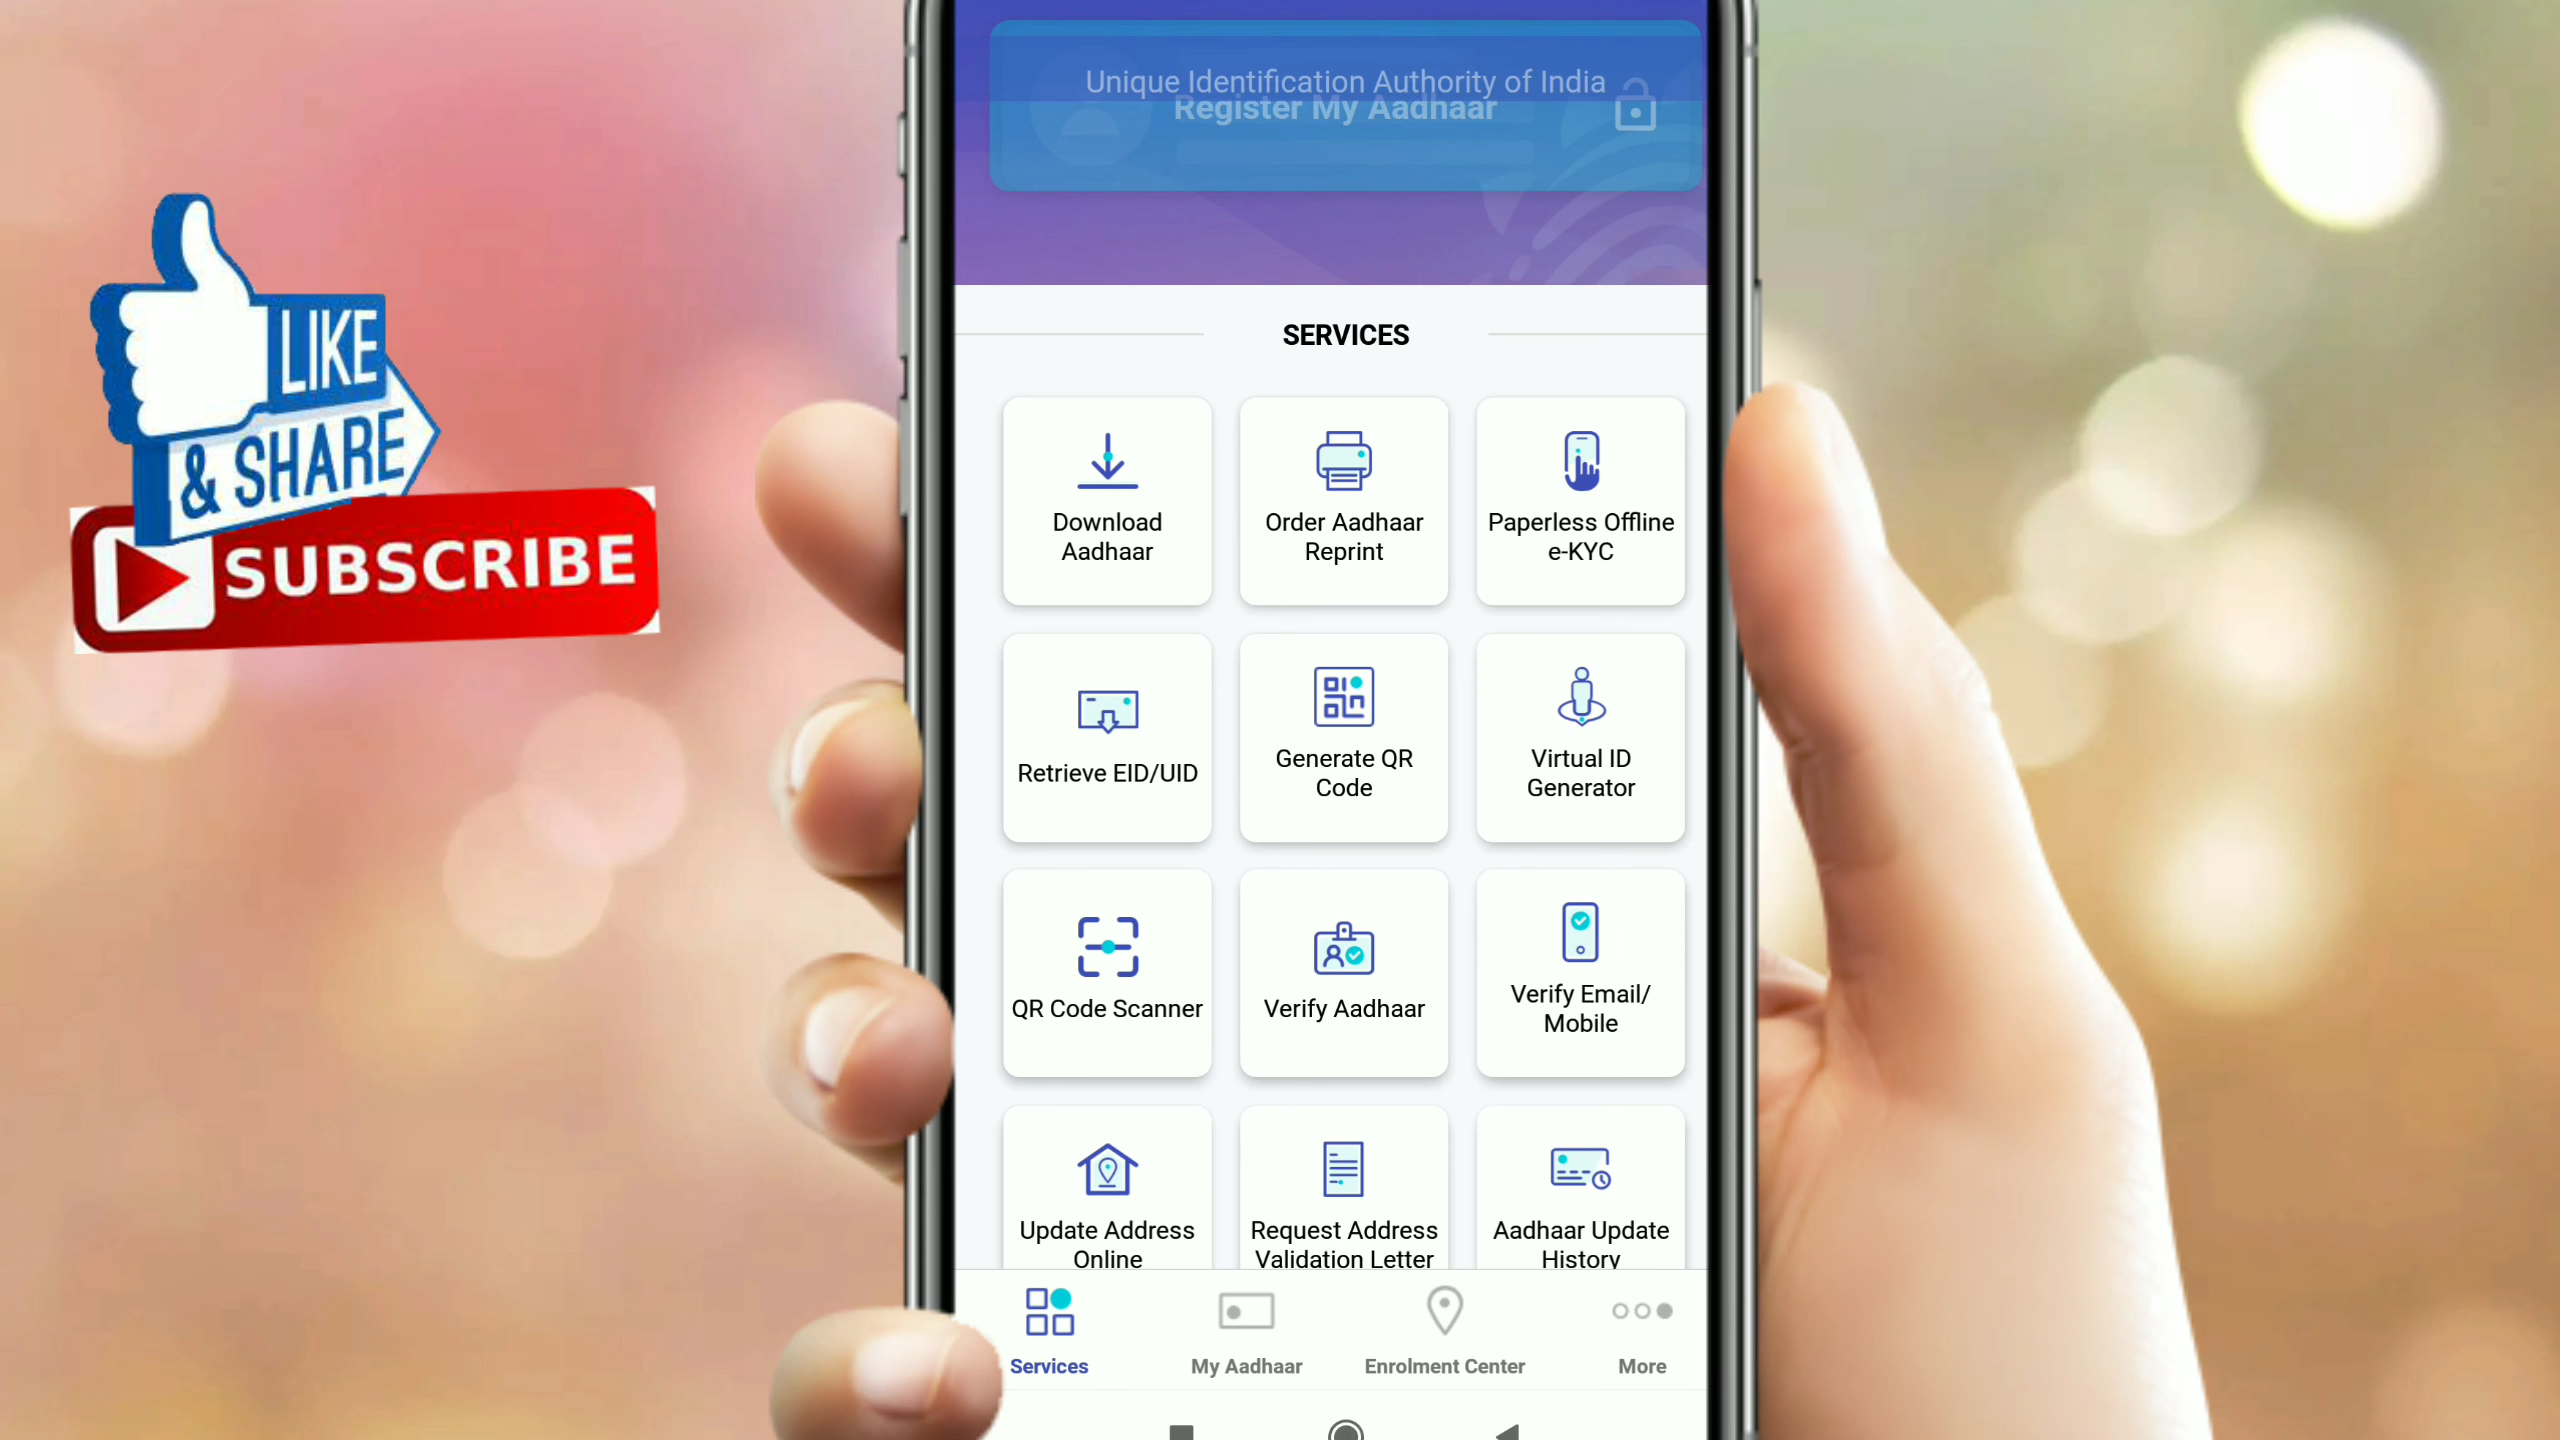 LIKE
& SHARE
SUBSCRIBE
Unique Identification Authority of India
Register My Aadhaar
SERVICES
Download
Aadhaar
Order Aadhaar
Reprint
Paperless Offline
e-KYC
Retrieve EID/UID
Generate QR
Code
Virtual ID
Generator
QR Code Scanner
Verify Aadhaar
Verify Email/
Mobile
Update Address
Online
Request Address
Validation Letter
Aadhaar Update
History
Services
My Aadhaar
Enrolment Center
More